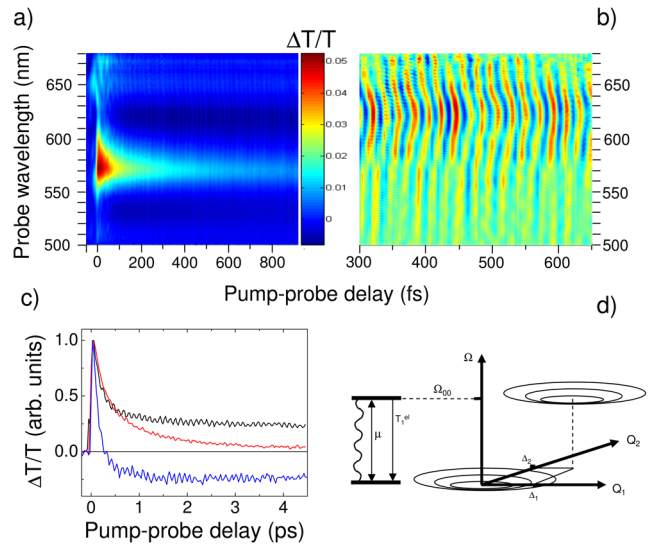 a)
b)
ΔT/T
Probe wavelength (nm)
650
600
550
500
0.05
0.04
0.03
0.02
0.01
0
650
600
550
500
0 200 400 600 800
300 400 500 600
Pump-probe delay (fs)
c)
d)
ΔT/T (arb. units)
1.0
0.5
0.0
0 1 2 3 4
Pump-probe delay (ps)
Ω
Ω00
μ
T1el
Δ2
Q2
Δ1
Q1